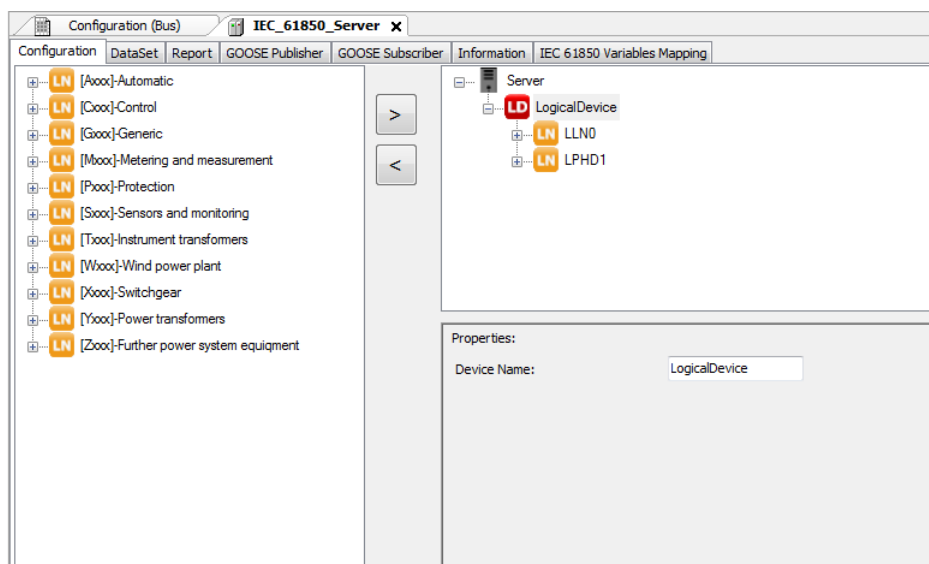 Configuration (Bus) IEC_61850_Server X
Configuration DataSet Report GOOSE Publisher GOOSE Subscriber Information IEC 61850 Variables Mapping
LN [Axxx]-Automatic
LN [Cxxx]-Control
LN [Gxxx]-Generic
LN [Mxxx]-Metering and measurement
LN [Pxxx]-Protection
LN [Sxxx]-Sensors and monitoring
LN [Txxx]-Instrument transformers
LN [Wxxx]-Wind power plant
LN [Xxxx]-Switchgear
LN [Yxxx]-Power transformers
LN [Zxxx]-Further power system equiqment
>
<
Server
LD LogicalDevice
LN LLN0
LN LPHD1
Properties:
Device Name: LogicalDevice